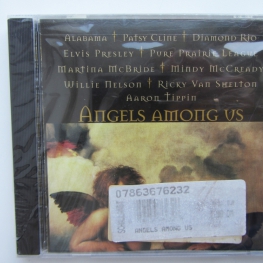 Alabama † Patsy Cline † Diamond Rio
Elvis Presley † Pure Prairie League
Martina McBride † Mindy McCready
Willie Nelson † Ricky Van Shelton
Aaron Tippin
Angels Among Us
07863676232
ANGELS AMONG US